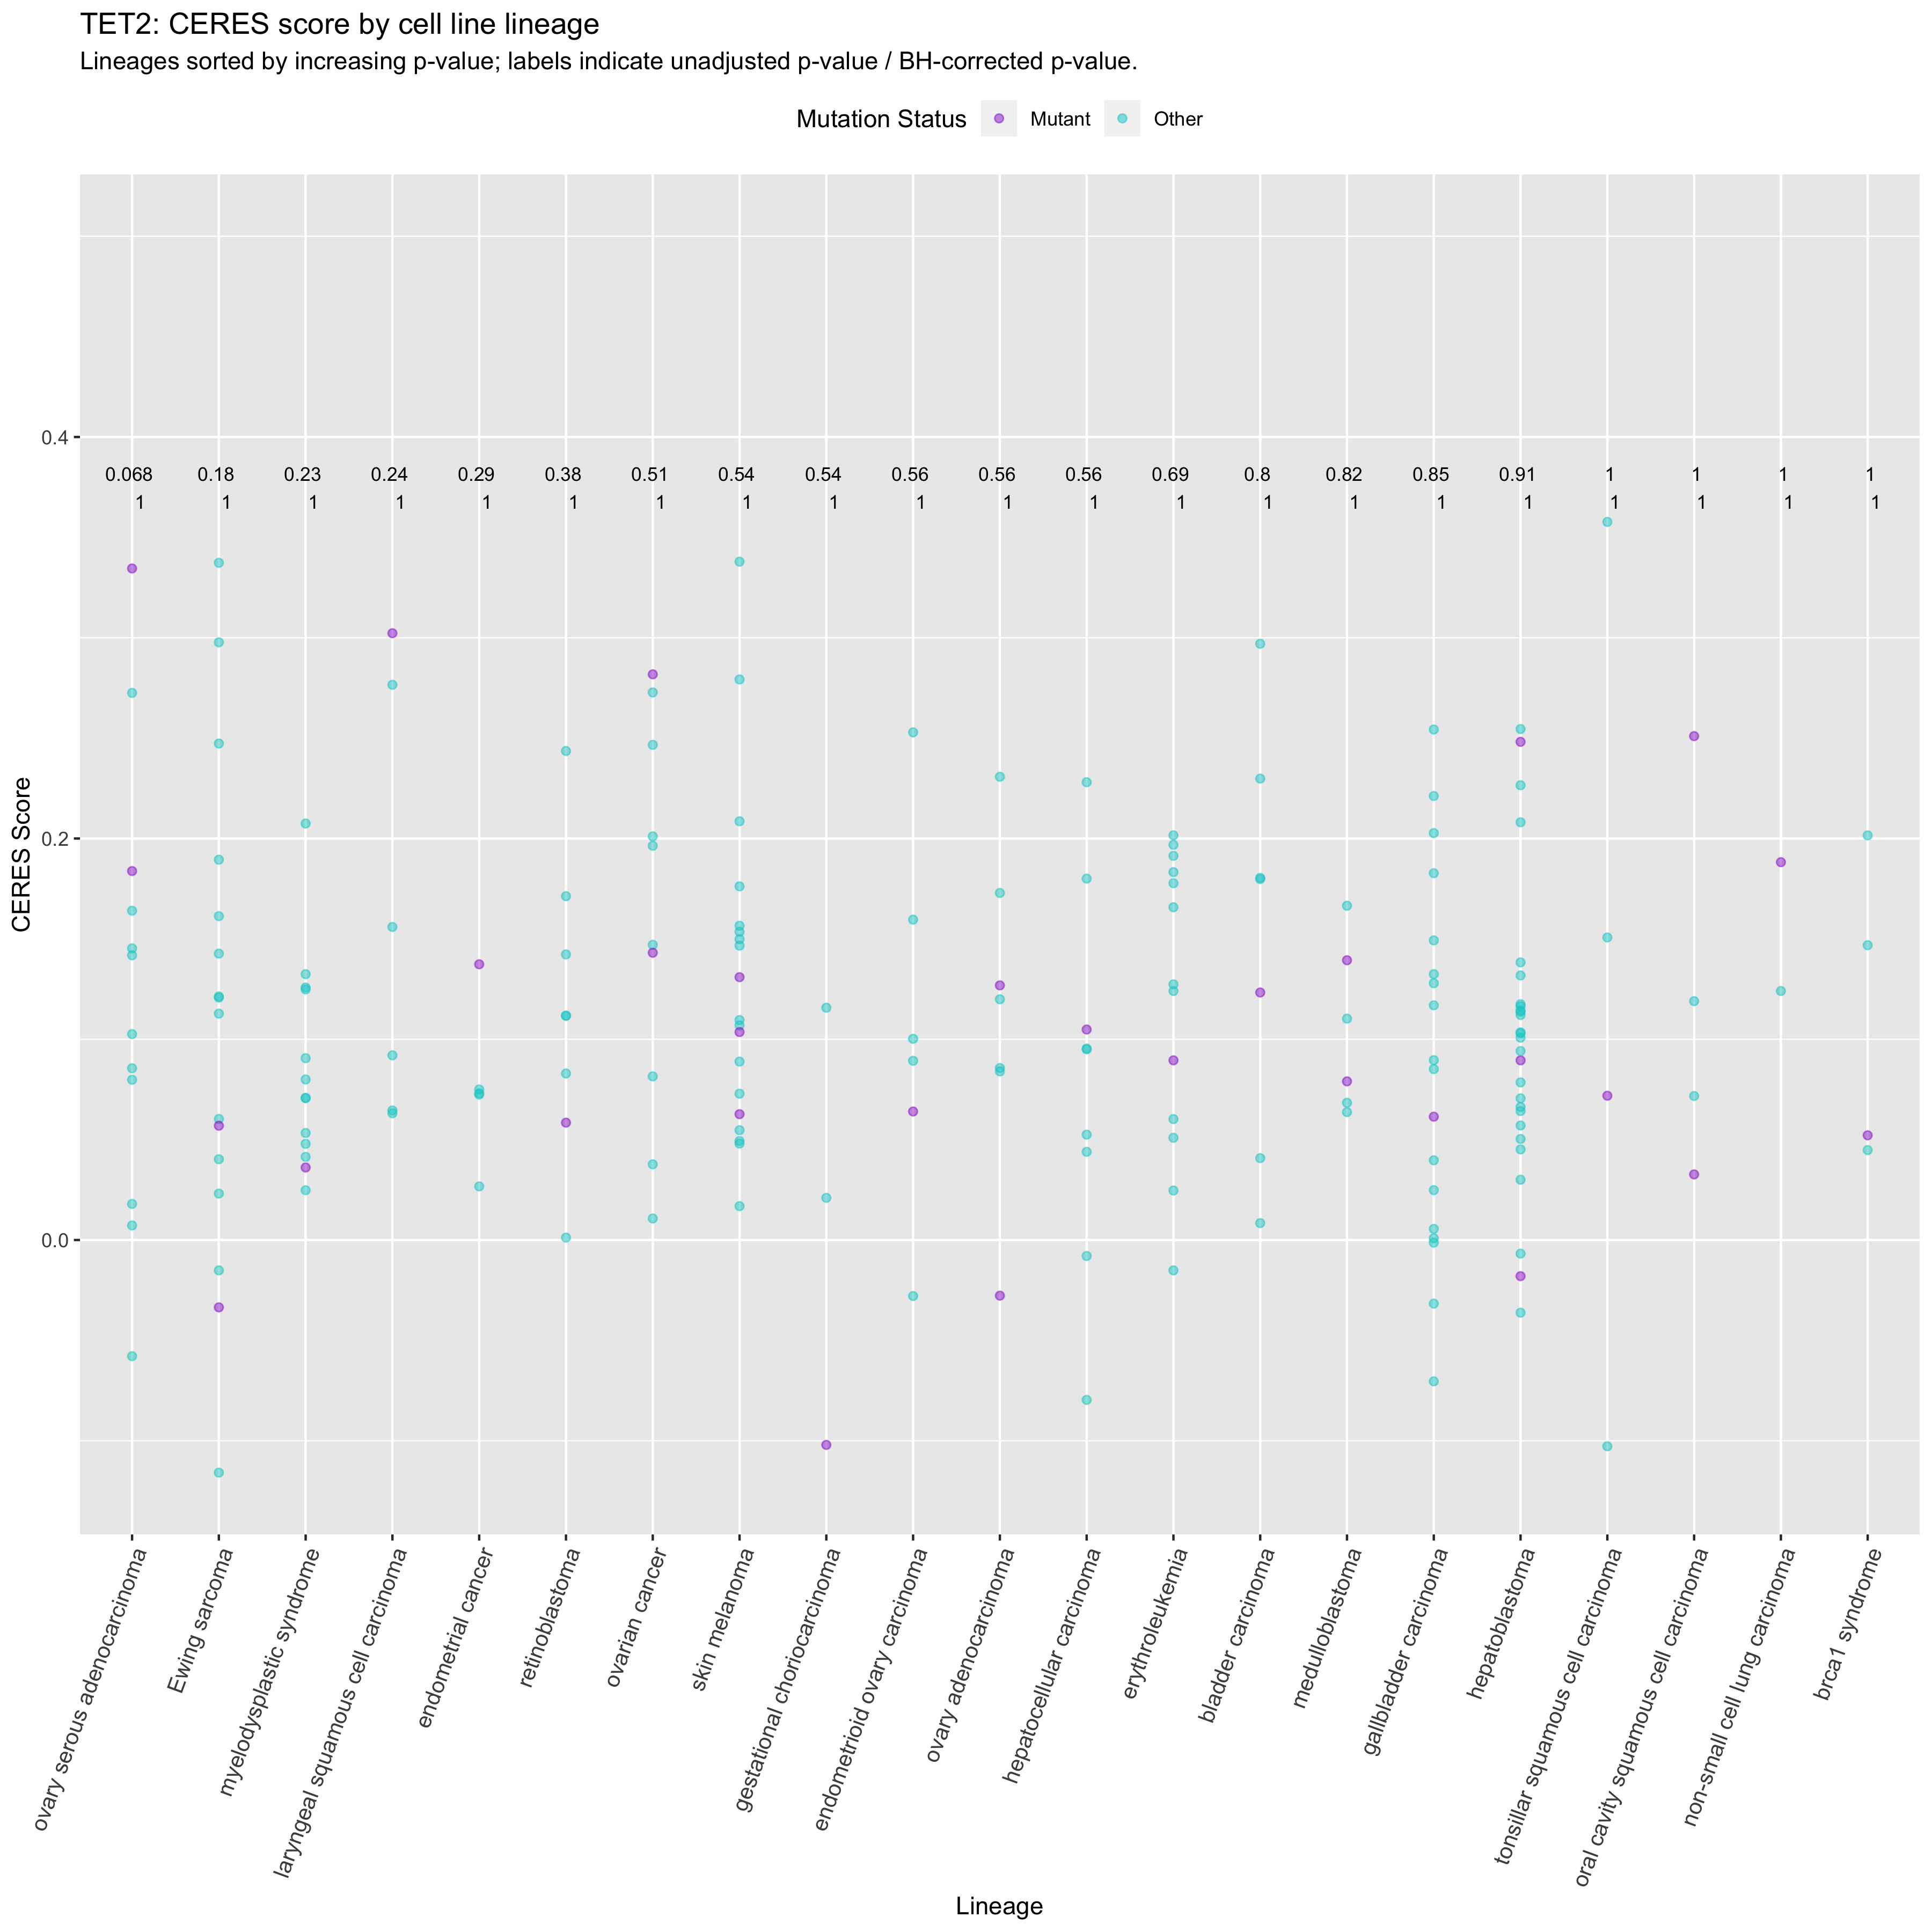 TET2: CERES score by cell line lineage
Lineages sorted by increasing p-value; labels indicate unadjusted p-value / BH-corrected p-value.
Mutation Status Mutant Other
CERES Score
0.4
0.2
0.0
0.068 0.18 0.23 0.24 0.29 0.38 0.51 0.54 0.54 0.56 0.56 0.56 0.69 0.8 0.82 0.85 0.91 1 1 1 1
1 1 1 1 1 1 1 1 1 1 1 1 1 1 1 1 1 1 1 1 1
ovary serous adenocarcinoma
Ewing sarcoma
myelodysplastic syndrome
laryngeal squamous cell carcinoma
endometrial cancer
retinoblastoma
ovarian cancer
skin melanoma
gestational choriocarcinoma
endometrioid ovary carcinoma
ovary adenocarcinoma
hepatocellular carcinoma
erythroleukemia
bladder carcinoma
medulloblastoma
gallbladder carcinoma
hepatoblastoma
tonsillar squamous cell carcinoma
oral cavity squamous cell carcinoma
non-small cell lung carcinoma
brca1 syndrome
Lineage